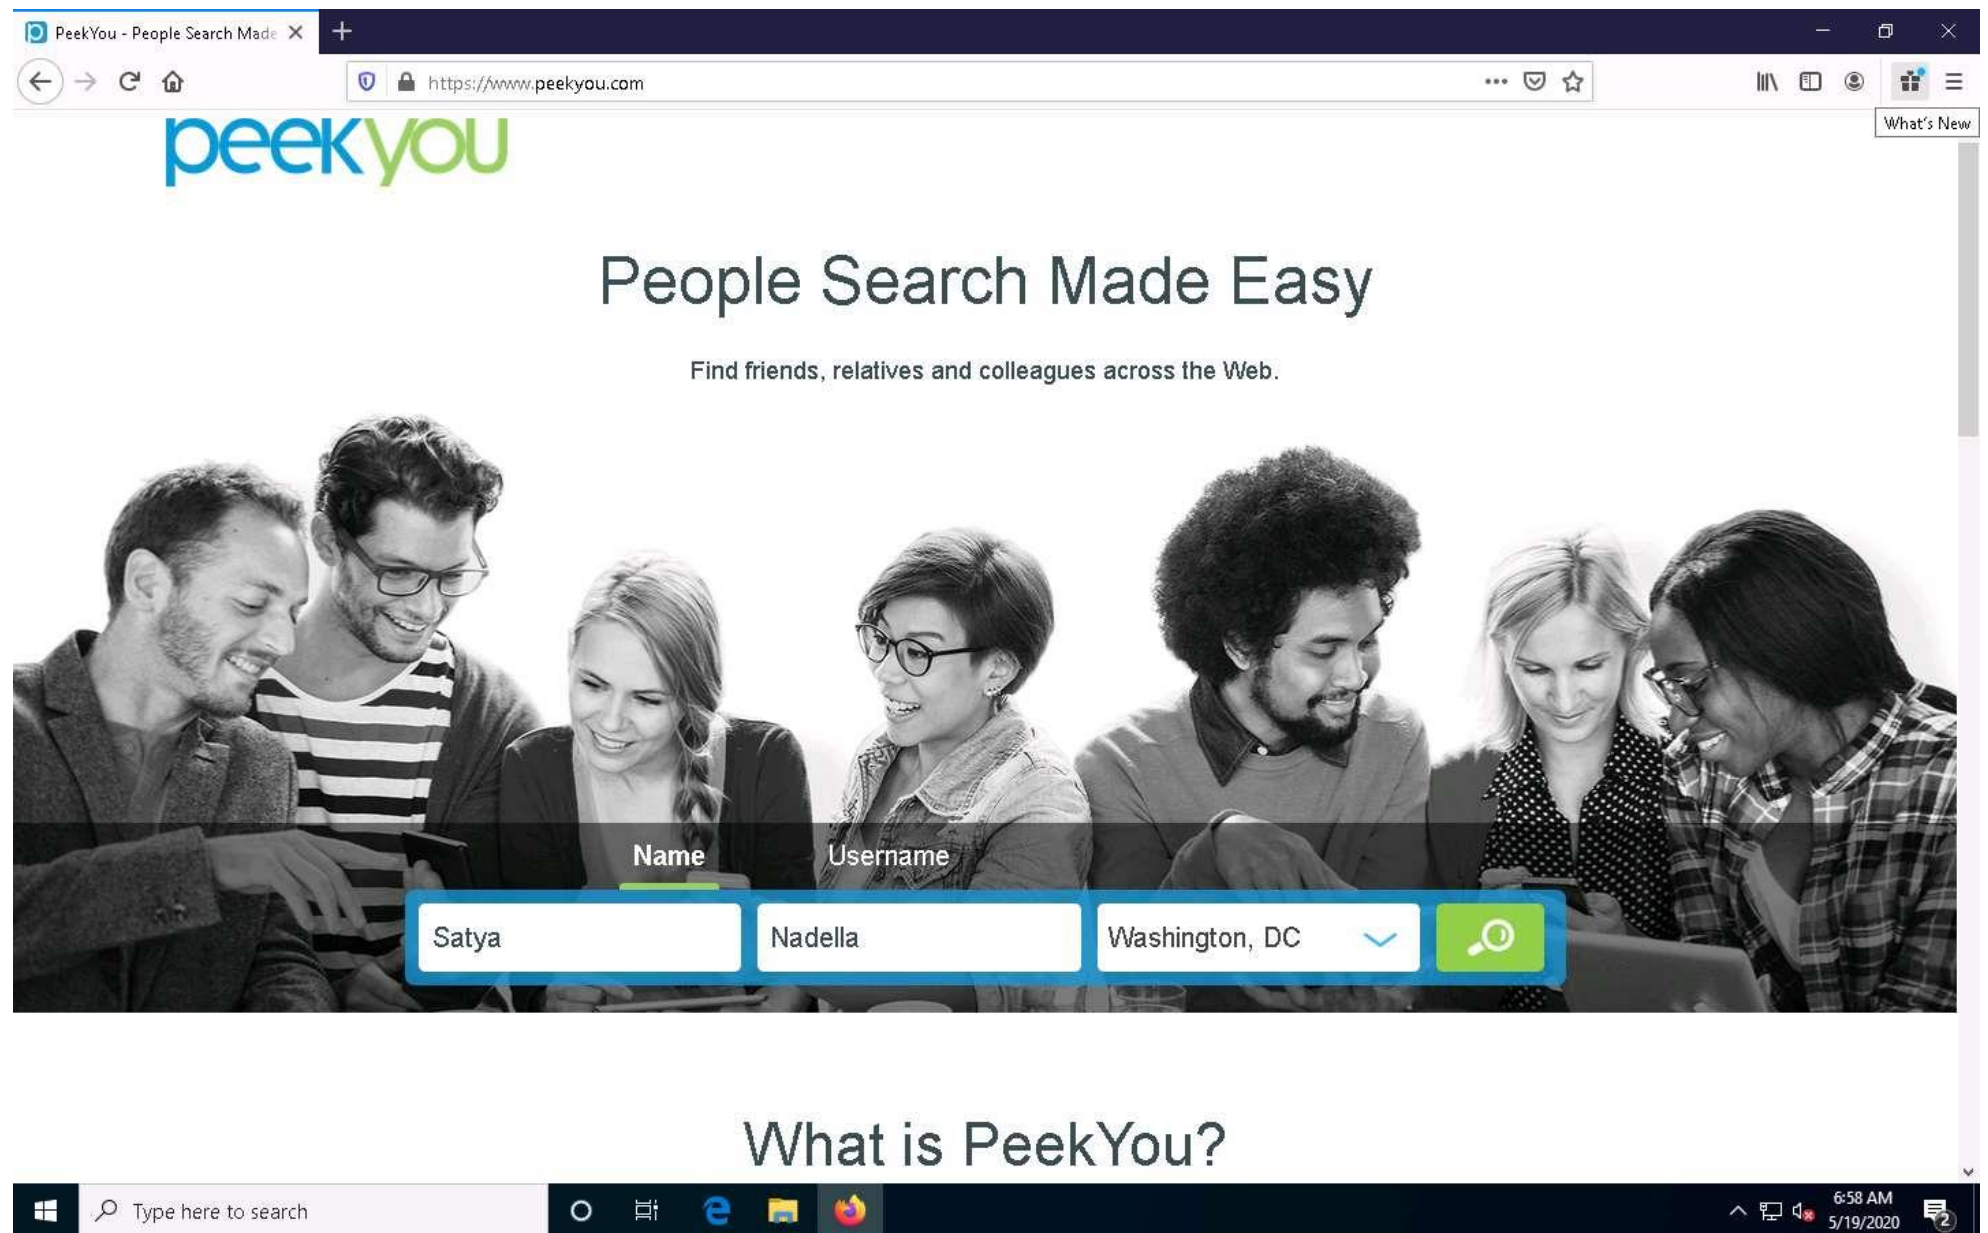 PeekYou - People Search Made
https://www.peekyou.com
What's New
peekyou
People Search Made Easy
Find friends, relatives and colleagues across the Web.
Name Username
Satya Nadella Washington, DC
What is PeekYou?
Type here to search
6:58 AM
5/19/2020
2